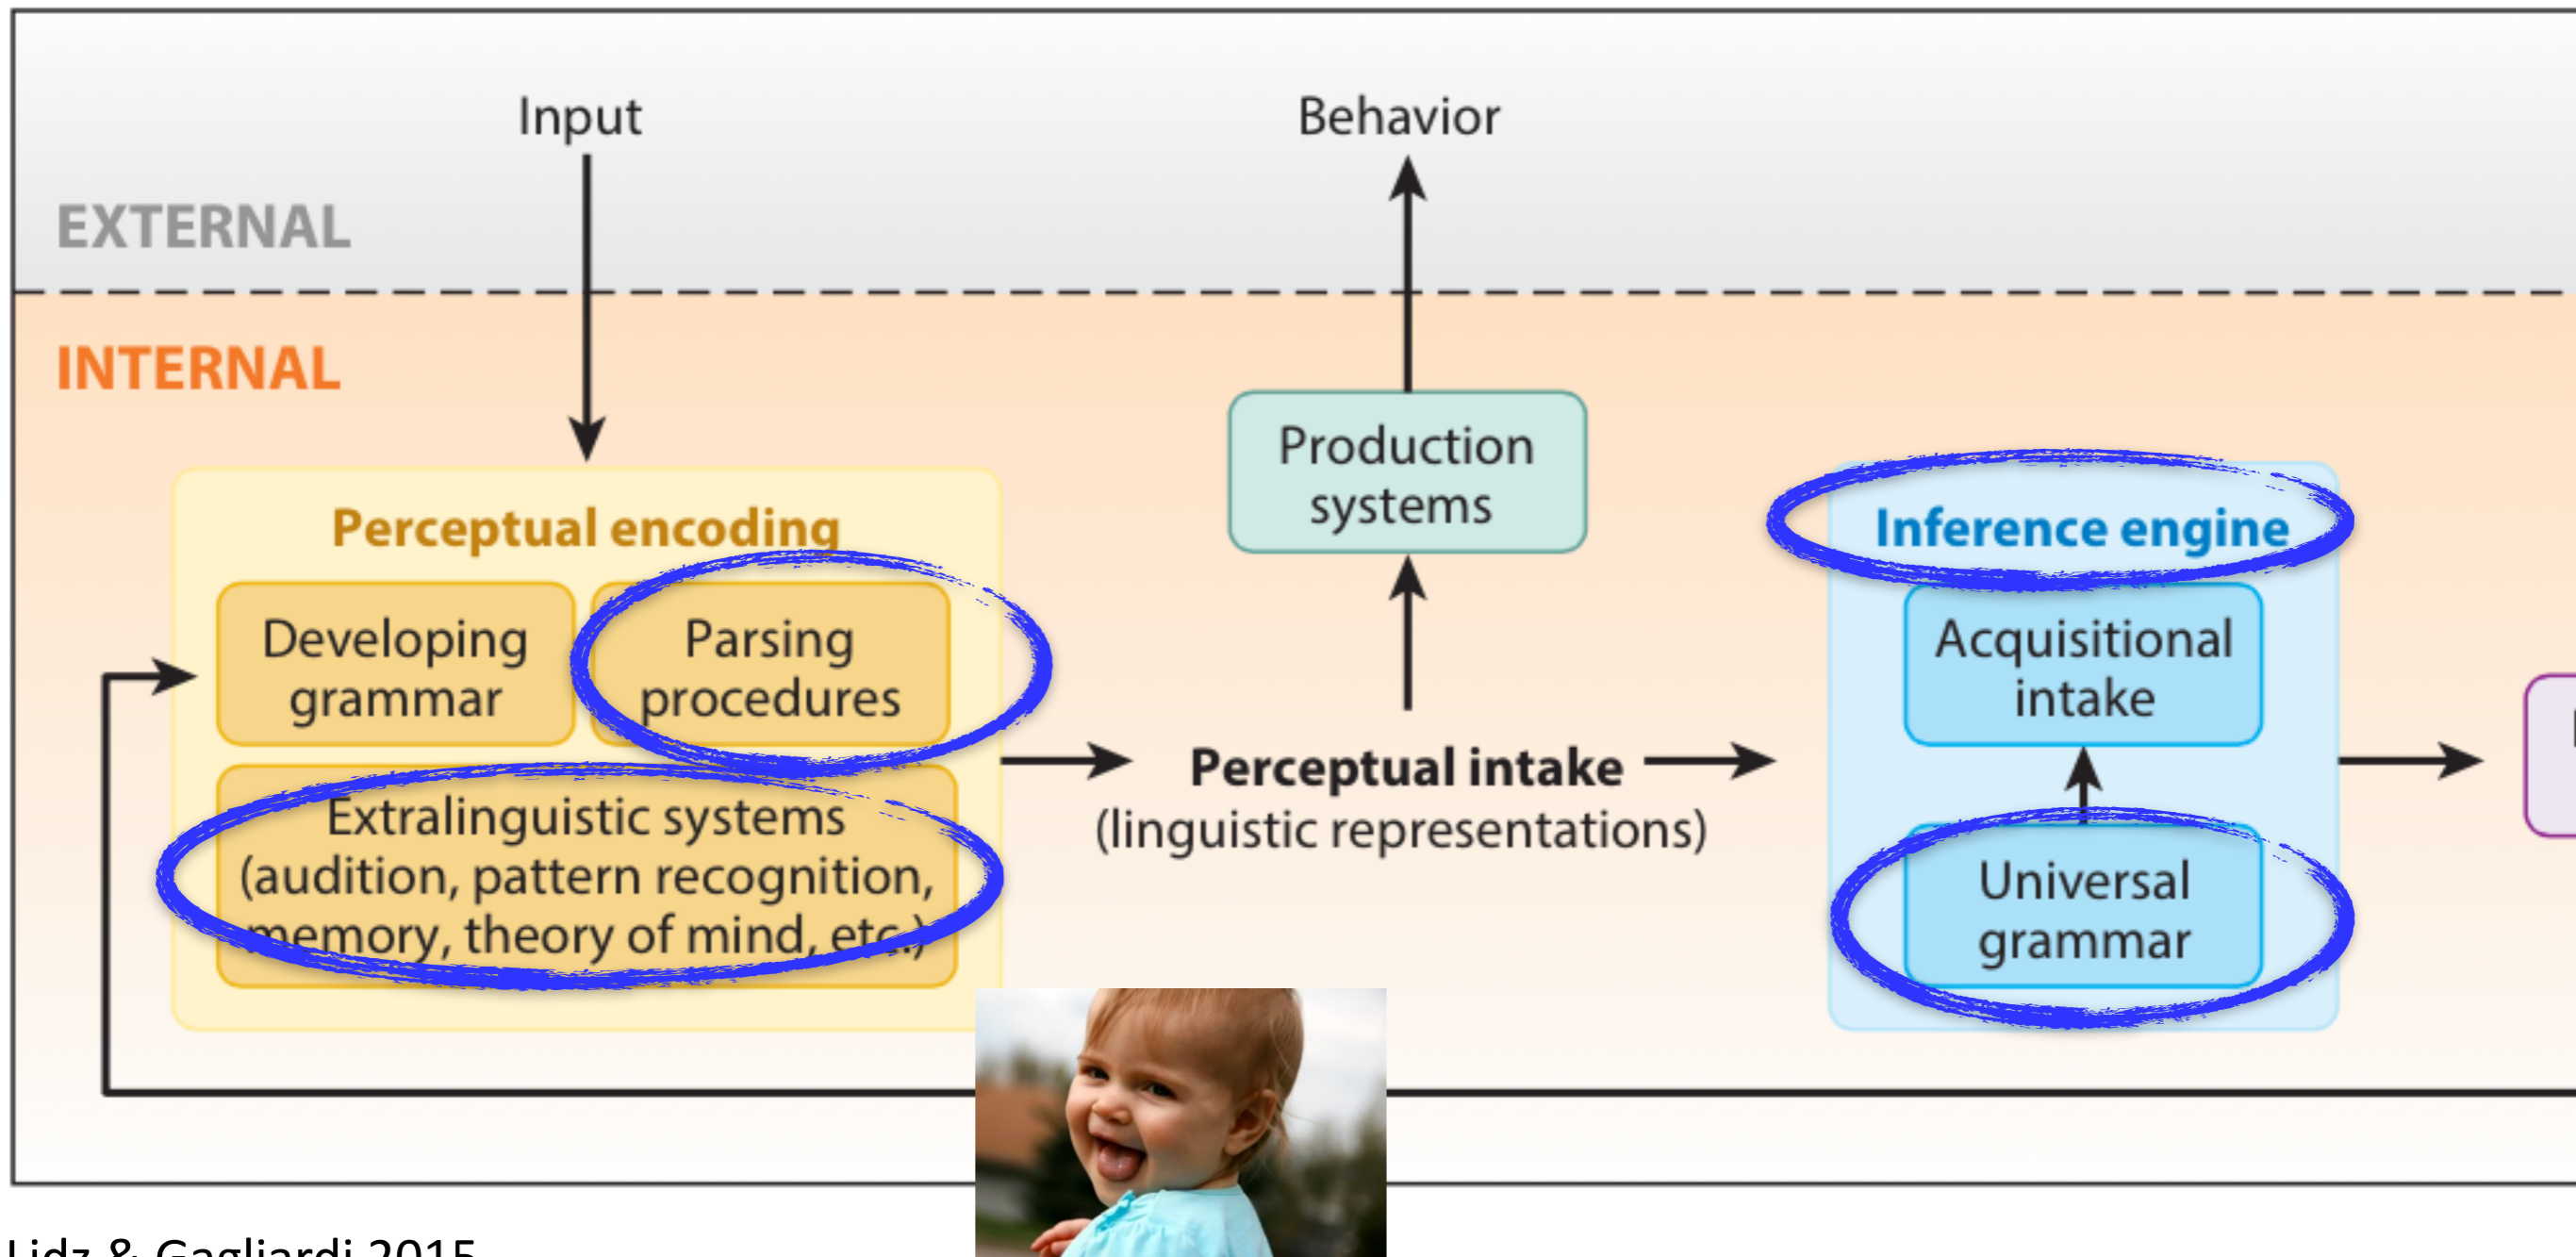 Input
Behavior
EXTERNAL
INTERNAL
Production
systems
Perceptual encoding
Developing
grammar
Parsing
procedures
Extralinguistic systems
(audition, pattern recognition,
memory, theory of mind, etc.)
Perceptual intake
(linguistic representations)
Inference engine
Acquisitional
intake
Universal
grammar
Lidz & Gagliardi 2015